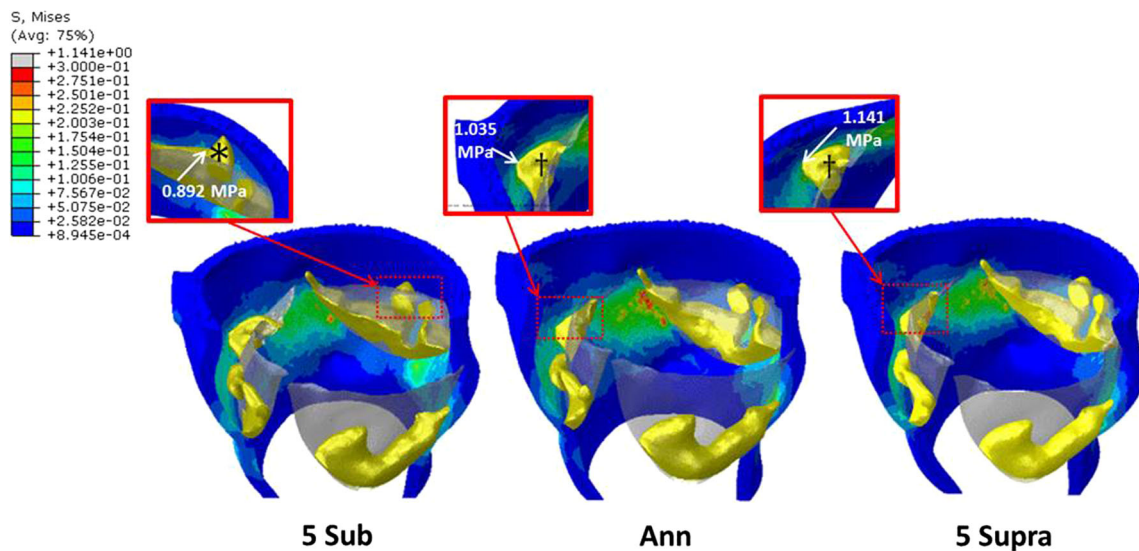 S, Mises
(Avg: 75%)
+1.141e+00
+3.000e-01
+2.751e-01
+2.501e-01
+2.252e-01
+2.003e-01
+1.754e-01
+1.504e-01
+1.255e-01
+1.006e-01
+7.567e-02
+5.075e-02
+2.582e-02
+8.945e-04
*
0.892 MPa
1.035
MPa
†
1.141
MPa
†
5 Sub
Ann
5 Supra